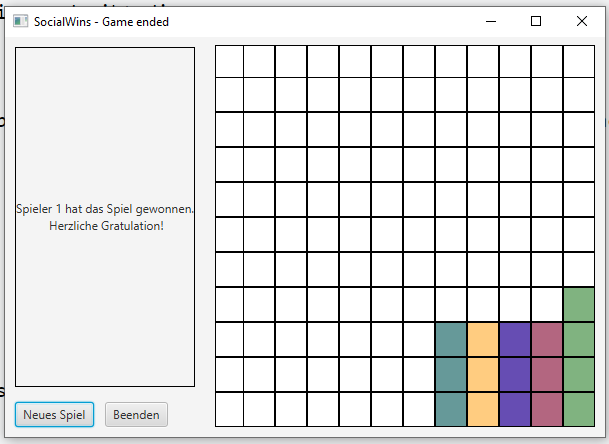 SocialWins - Game ended
Spieler 1 hat das Spiel gewonnen.
Herzliche Gratulation!
Neues Spiel
Beenden